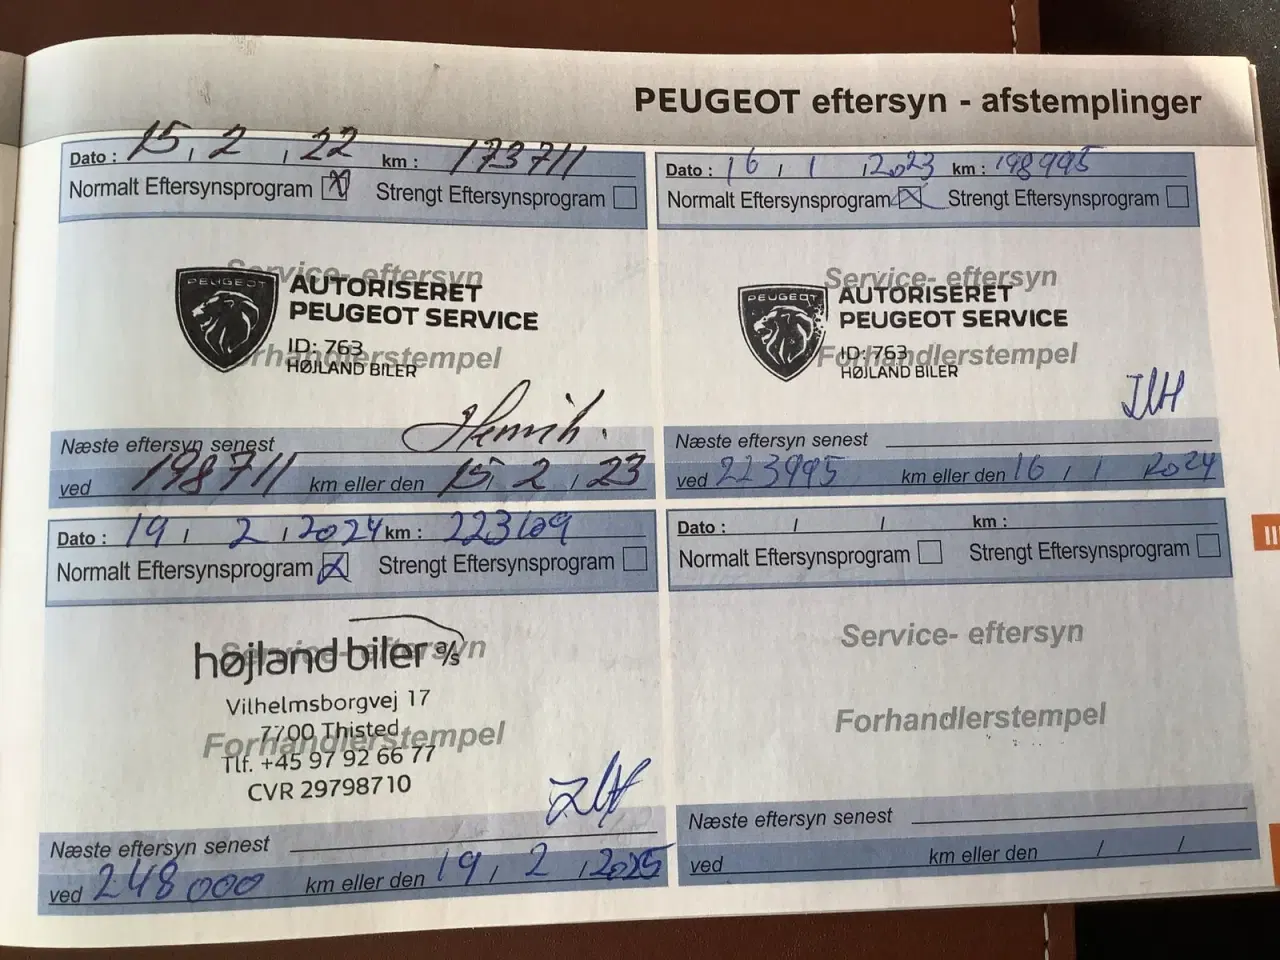 PEUGEOT eftersyn - afstemplinger
Dato : 15, 2, 22 km : 173711
Normalt Eftersynsprogram X Strengt Eftersynsprogram
Service- eftersyn
PEUGEOT
AUTORISERET
PEUGEOT SERVICE
ID: 763
HØJLAND BILER
Forhandlerstempel
Henrik.
Næste eftersyn senest
ved 198711 km eller den 15, 2, 23
Dato : 16 / 1 / 2023 km : 198995
Normalt Eftersynsprogram X Strengt Eftersynsprogram
Service- eftersyn
PEUGEOT
AUTORISERET
PEUGEOT SERVICE
ID: 763
HØJLAND BILER
Forhandlerstempel
Næste eftersyn senest
ved 223995 km eller den 16 / 1 2024
Dato : 19 / 2 / 2024 km : 223609
Normalt Eftersynsprogram X Strengt Eftersynsprogram
Service- eftersyn
højland biler a/s
Vilhelmsborgvej 17
7700 Thisted
Forhandlerstempel
Tlf. +45 97 92 66 77
CVR 29798710
Næste eftersyn senest
ved 248000 km eller den 19 / 2 / 2025
Dato : / / km :
Normalt Eftersynsprogram Strengt Eftersynsprogram
Service- eftersyn
Forhandlerstempel
Næste eftersyn senest
ved km eller den / /